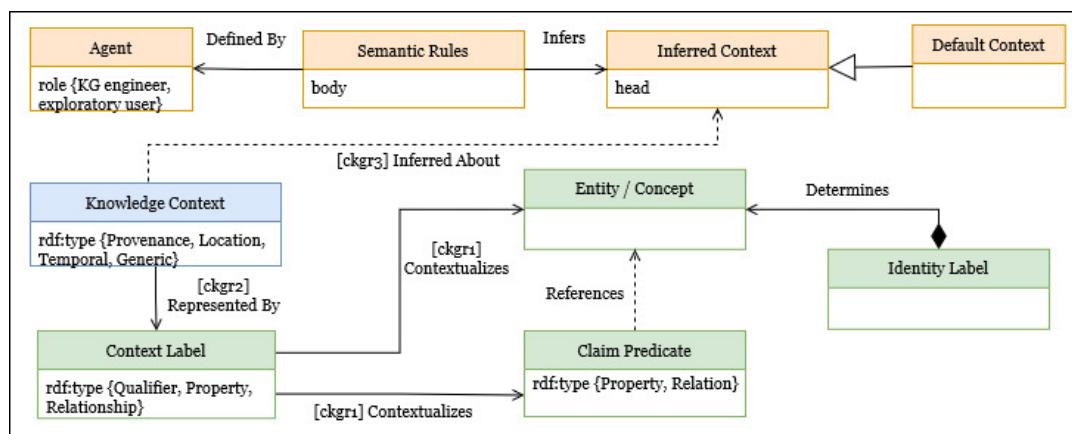 Agent
Defined By
Semantic Rules
Infers
Inferred Context
Default Context
role {KG engineer,
exploratory user}
body
head
[ckgr3] Inferred About
Knowledge Context
rdf:type {Provenance, Location,
Temporal, Generic}
Entity / Concept
Determines
[ckgr1]
Contextualizes
Identity Label
[ckgr2]
Represented By
References
Context Label
rdf:type {Qualifier, Property,
Relationship}
Claim Predicate
rdf:type {Property, Relation}
[ckgr1] Contextualizes